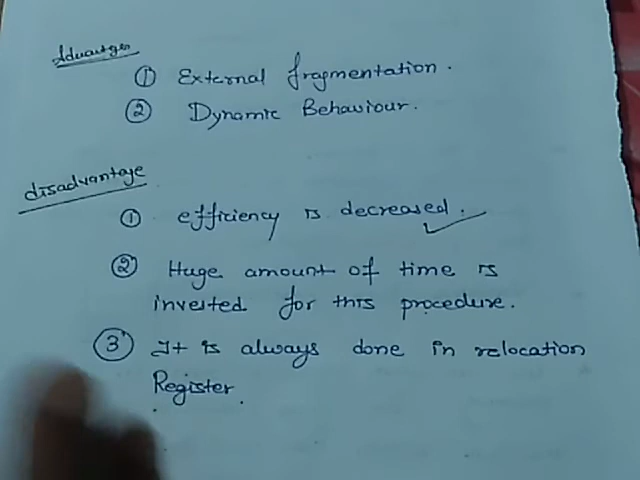 Advantges
① External fragmentation.
② Dynamic Behaviour.
disadvantage
① efficiency is decreased.
② Huge amount of time is
invested for this procedure.
③ It is always done in relocation
Register.